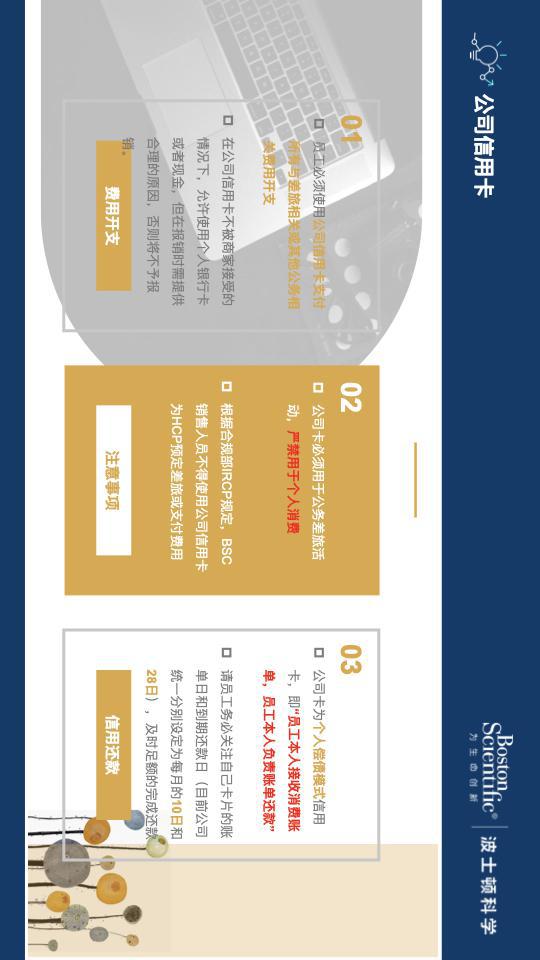 公司信用卡
Boston
Scientific®
为生命创新
波士顿科学
01
员工必须使用公司信用卡支付
所有与差旅相关或其他公务相
关费用开支
在公司信用卡不被商家接受的
情况下，允许使用个人银行卡
或者现金，但在报销时需提供
合理的原因，否则将不予报
销。
费用开支
02
公司卡必须用于公务差旅活
动，严禁用于个人消费
根据合规部IRCP规定，BSC
销售人员不得使用公司信用卡
为HCP预定差旅或支付费用
注意事项
03
公司卡为个人偿债模式信用
卡，即“员工本人接收消费账
单，员工本人负责账单还款”
请员工务必关注自己卡片的账
单日和到期还款日（目前公司
统一分别设定为每月的10日和
28日），及时足额的完成还款
信用还款